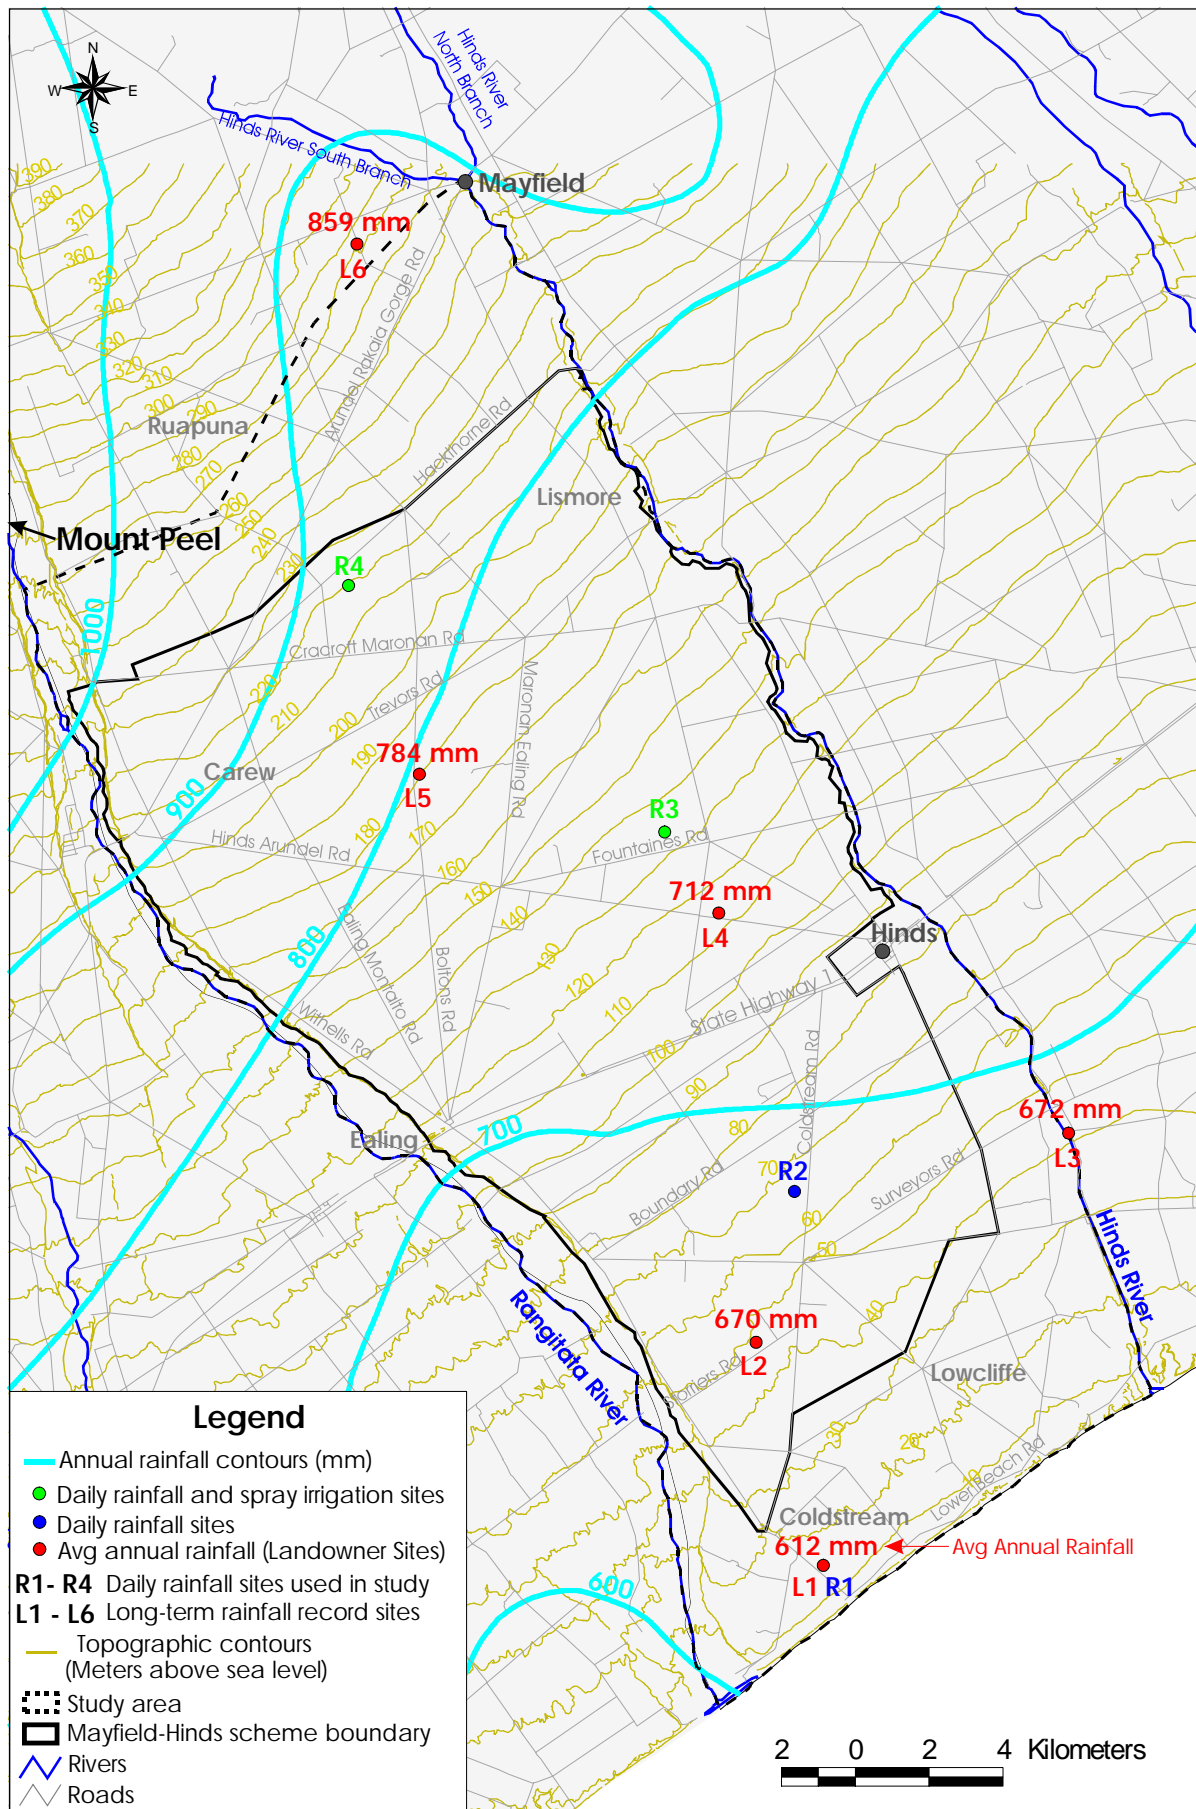 N
W E
S
Hinds River
North Branch
Hinds River South Branch
Mayfield
390
380
370
360
350
340
330
320
310
300
290
280
270
260
250
240
230
859 mm
L6
Arundel Rakaia Gorge Rd
Ruapuna
Hackthorne Rd
Lismore
Mount Peel
R4
1000
Cracroft Maronan Rd
220
210
200
190
180
170
160
150
140
130
120
110
100
90
80
70
60
50
40
30
20
10
Trevors Rd
Maronan Ealing Rd
784 mm
L5
Carew
900
R3
Hinds Arundel Rd
Fountaines Rd
712 mm
L4
Hinds
800
Ealing Montalto Rd
Boltons Rd
Withells Rd
State Highway 1
Coldstream Rd
700
Ealing
672 mm
L3
R2
Boundary Rd
Surveyors Rd
Hinds River
Rangitata River
670 mm
L2
Storriers Rd
Lowcliffe
Lower Beach Rd
Coldstream
612 mm
Avg Annual Rainfall
L1 R1
600
Legend
Annual rainfall contours (mm)
Daily rainfall and spray irrigation sites
Daily rainfall sites
Avg annual rainfall (Landowner Sites)
R1- R4 Daily rainfall sites used in study
L1 - L6 Long-term rainfall record sites
Topographic contours
(Meters above sea level)
Study area
Mayfield-Hinds scheme boundary
Rivers
Roads
2 0 2 4 Kilometers